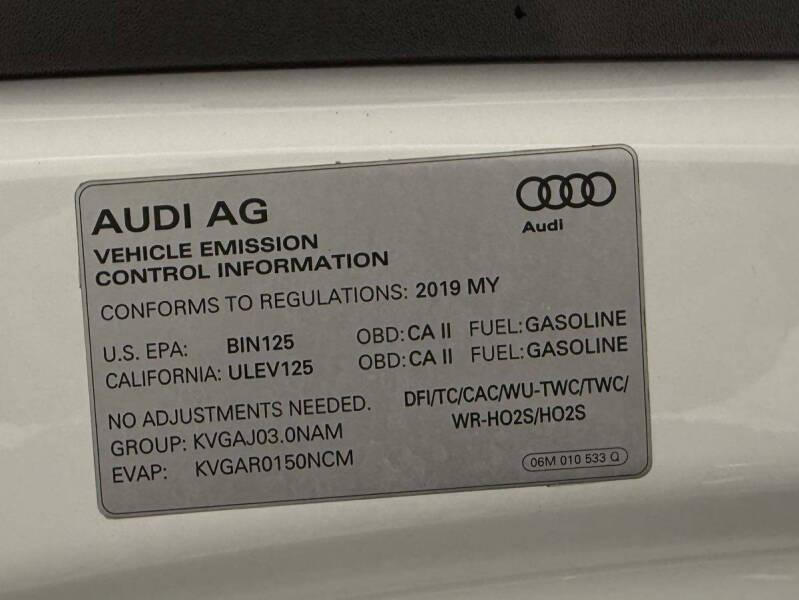 AUDI AG
Audi
VEHICLE EMISSION
CONTROL INFORMATION
CONFORMS TO REGULATIONS: 2019 MY
U.S. EPA: BIN125 OBD: CA II FUEL: GASOLINE
CALIFORNIA: ULEV125 OBD: CA II FUEL: GASOLINE
NO ADJUSTMENTS NEEDED.
GROUP: KVGAJ03.0NAM
EVAP: KVGAR0150NCM
DFI/TC/CAC/WU-TWC/TWC/
WR-HO2S/HO2S
06M 010 533 Q